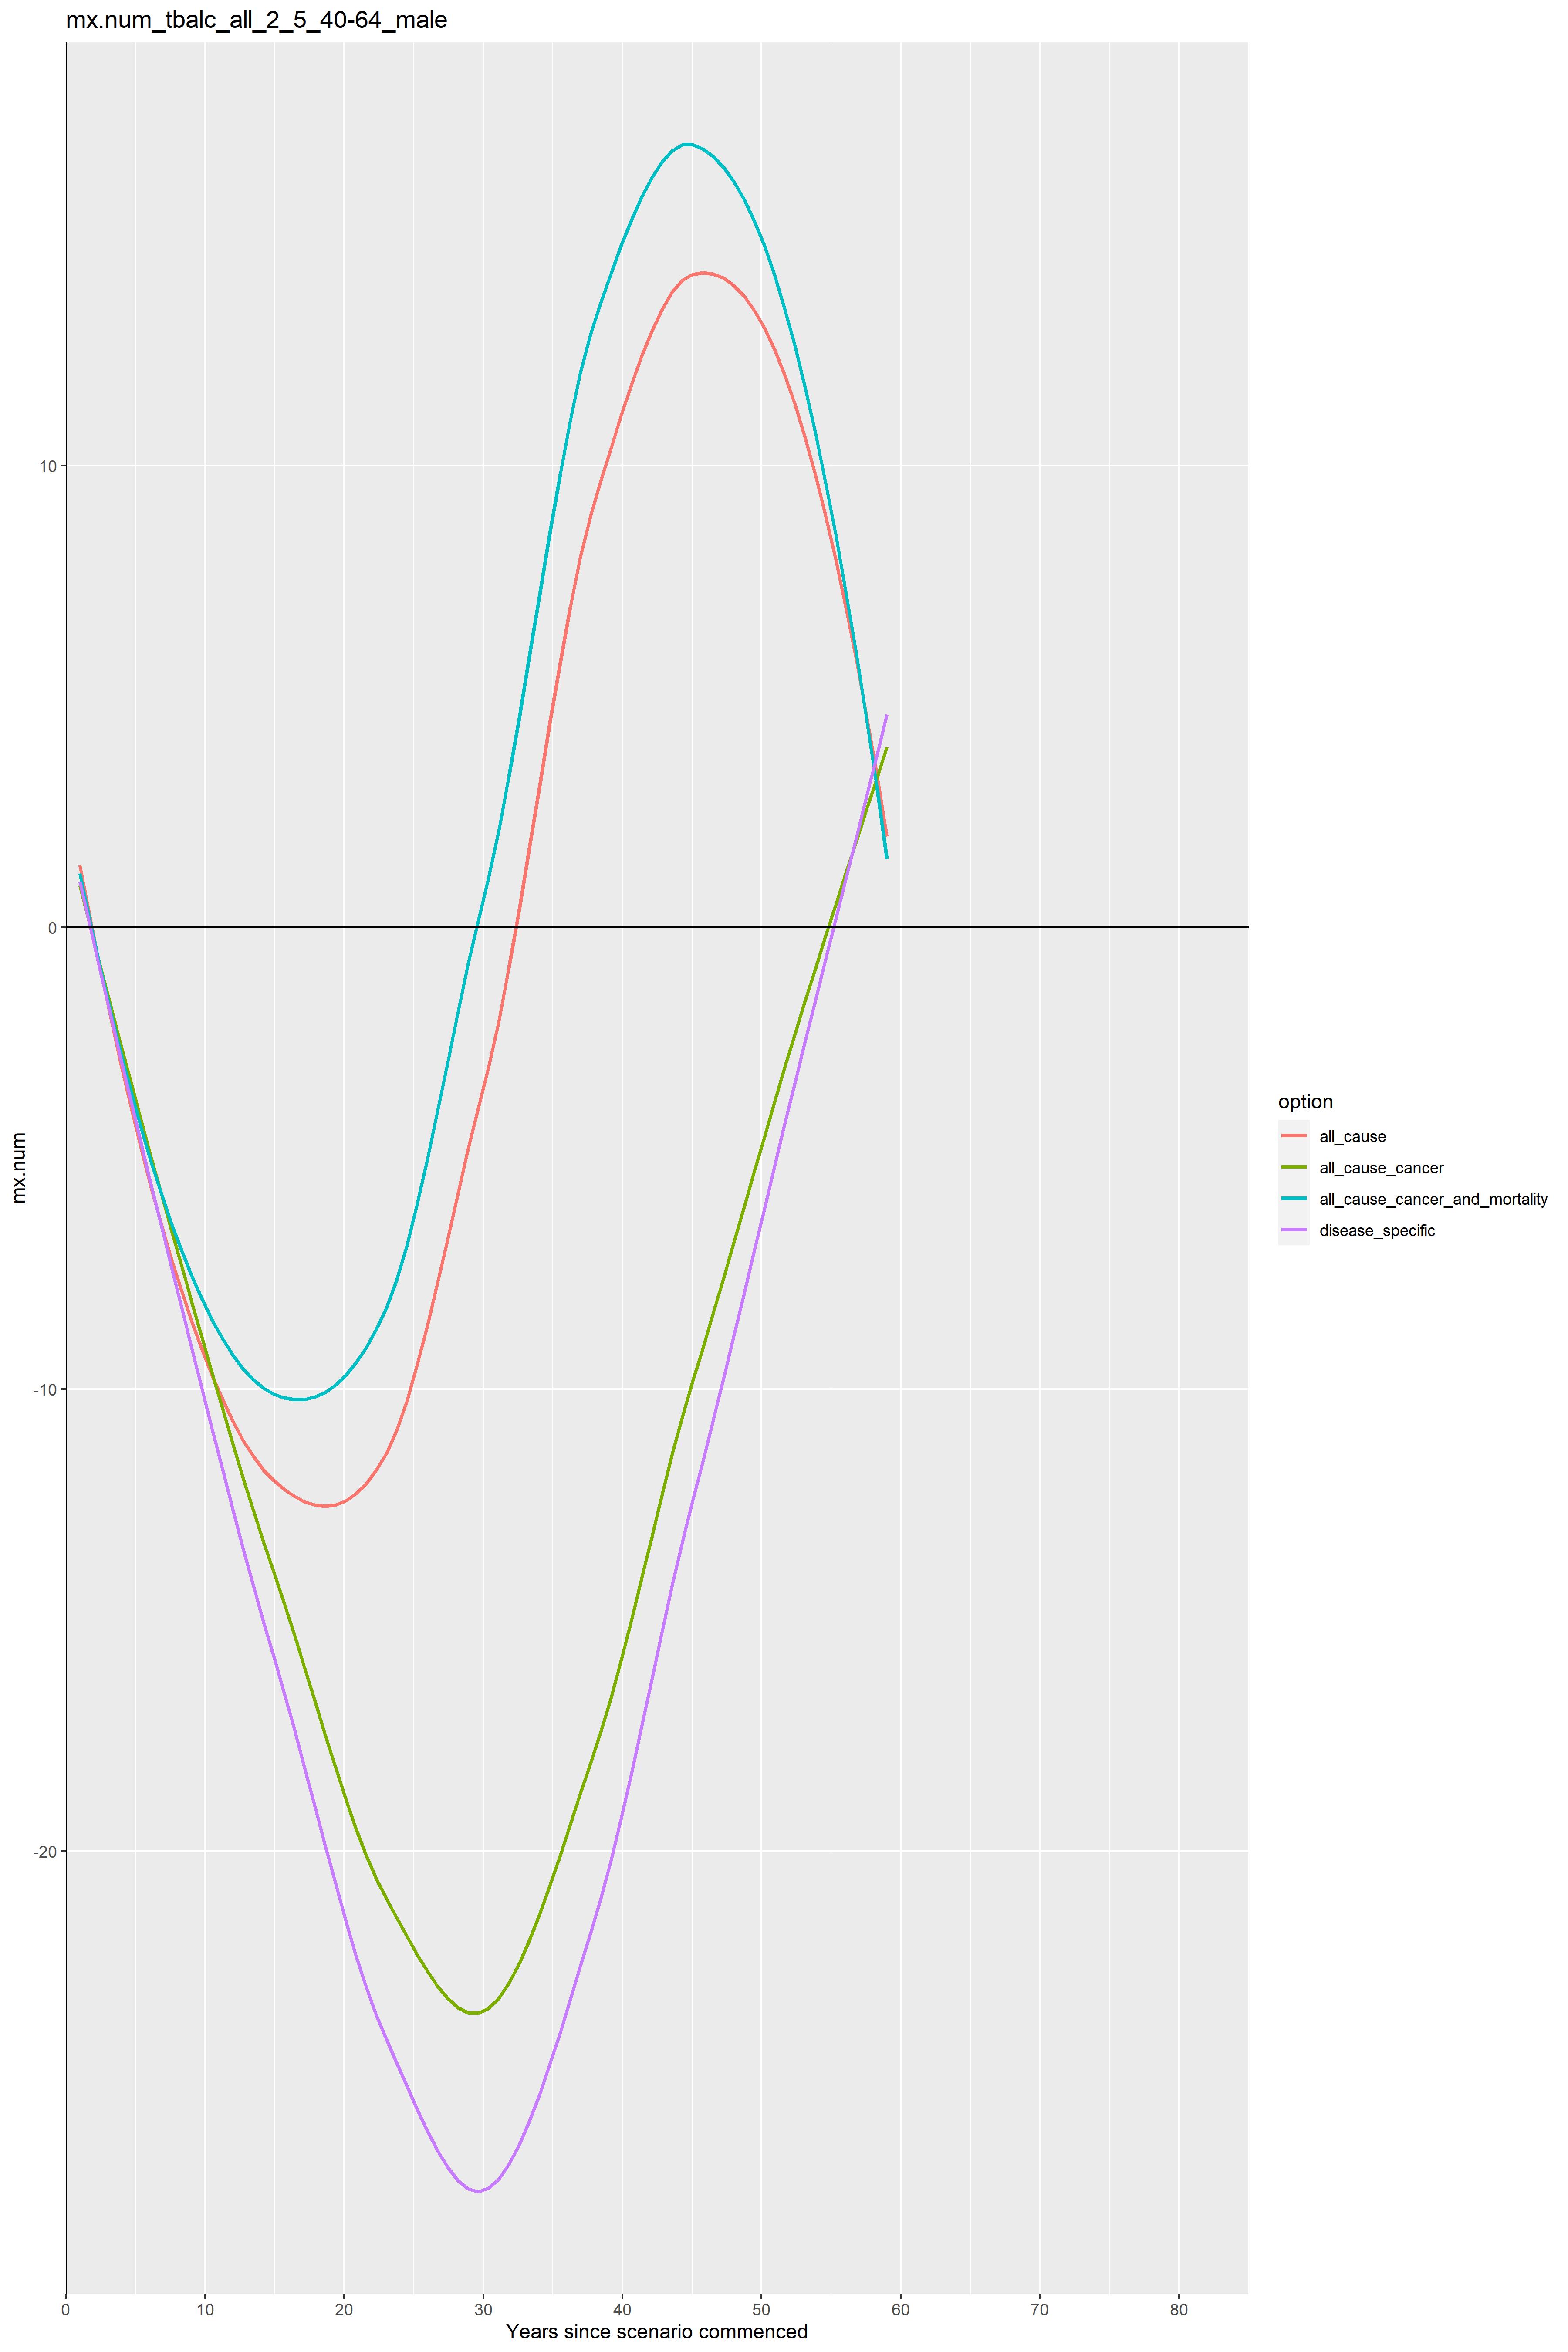 mx.num_tbalc_all_2_5_40-64_male
10
0
-10
-20
mx.num
0 10 20 30 40 50 60 70 80
Years since scenario commenced
option
all_cause
all_cause_cancer
all_cause_cancer_and_mortality
disease_specific